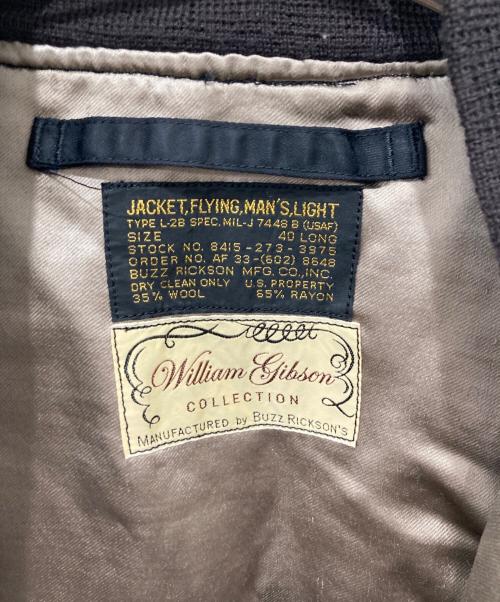 JACKET,FLYING,MAN'S,LIGHT
TYPE L-2B SPEC. MIL-J 7448 B (USAF)
SIZE 40 LONG
STOCK NO. 8415-273-3975
ORDER NO. AF 33-(602) 8648
BUZZ RICKSON MFG. CO., INC.
DRY CLEAN ONLY U.S. PROPERTY
35% WOOL 65% RAYON
William Gibson
COLLECTION
MANUFACTURED by BUZZ RICKSON'S